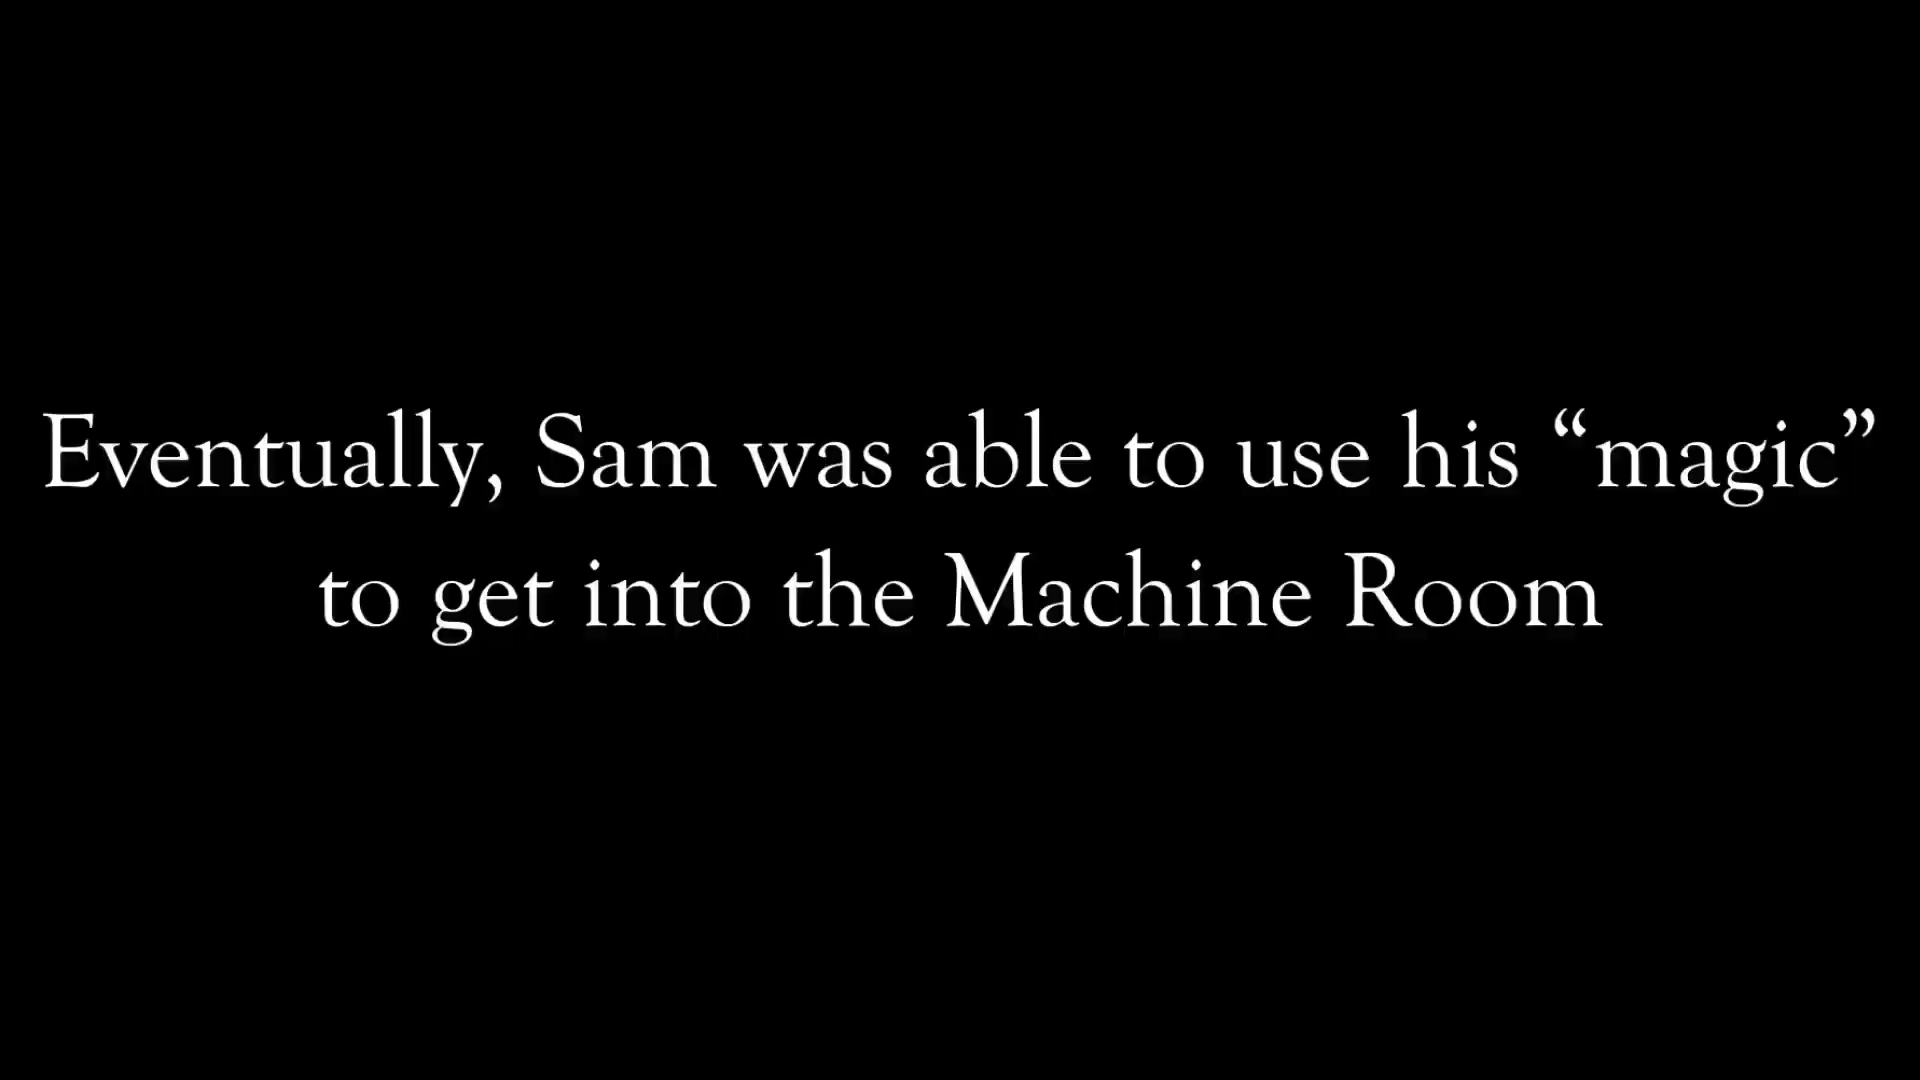 Eventually, Sam was able to use his “magic”
to get into the Machine Room